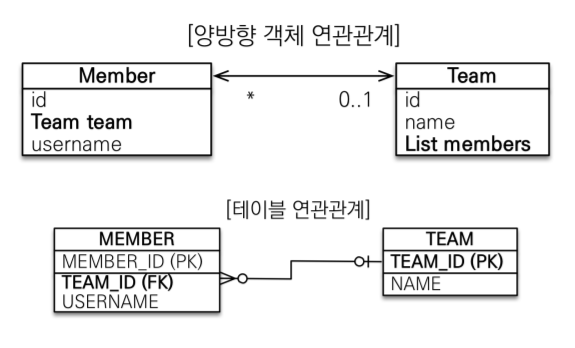 [양방향 객체 연관관계]
Member
id
Team team
username
*
0..1
Team
id
name
List members
[테이블 연관관계]
MEMBER
MEMBER_ID (PK)
TEAM_ID (FK)
USERNAME
TEAM
TEAM_ID (PK)
NAME